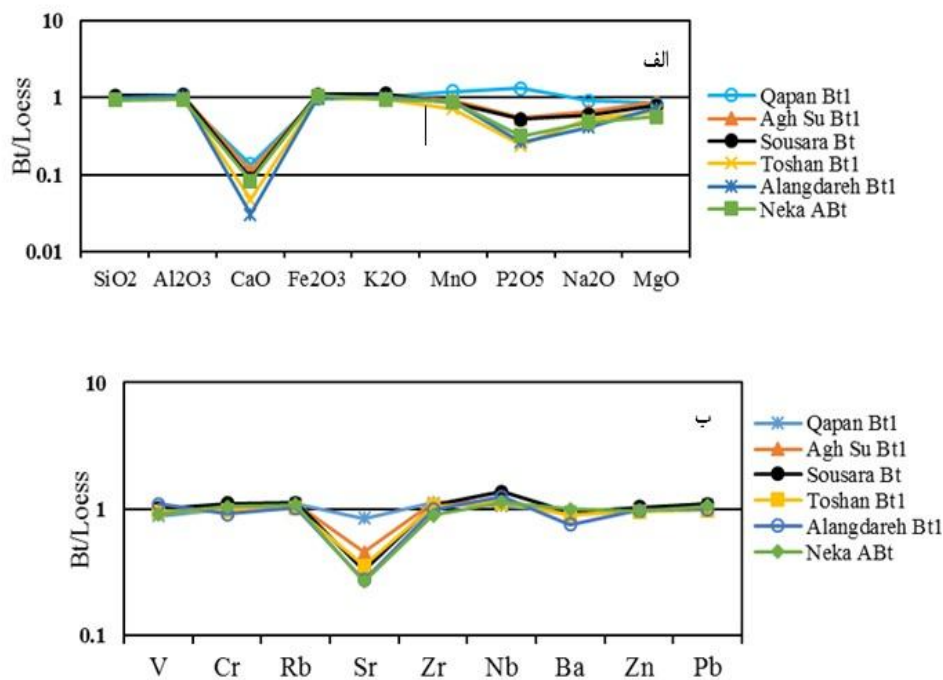 10
1
0.1
0.01
Bt/Loess
الف
SiO2 Al2O3 CaO Fe2O3 K2O MnO P2O5 Na2O MgO
Qapan Bt1
Agh Su Bt1
Sousara Bt
Toshan Bt1
Alangdareh Bt1
Neka ABt
10
1
0.1
Bt/Loess
ب
V Cr Rb Sr Zr Nb Ba Zn Pb
Qapan Bt1
Agh Su Bt1
Sousara Bt
Toshan Bt1
Alangdareh Bt1
Neka ABt